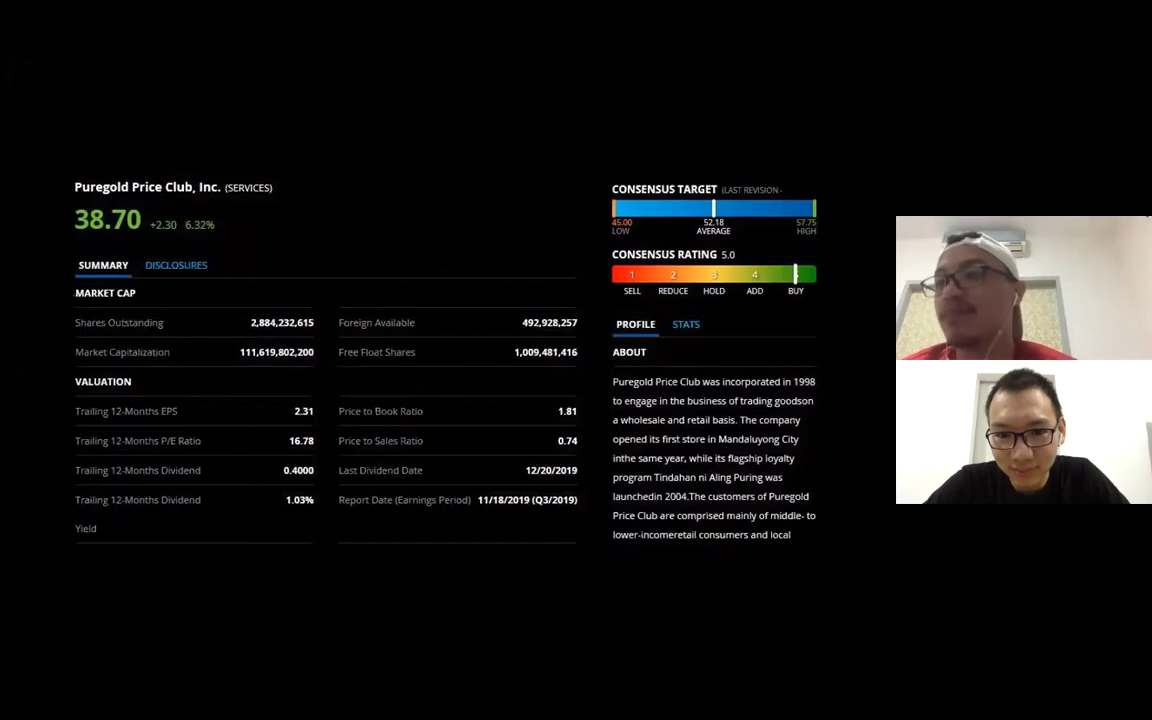 Puregold Price Club, Inc. (SERVICES)
38.70 +2.30 6.32%
SUMMARY DISCLOSURES
MARKET CAP
Shares Outstanding 2,884,232,615 Foreign Available 492,928,257
Market Capitalization 111,619,802,200 Free Float Shares 1,009,481,416
VALUATION
Trailing 12-Months EPS 2.31 Price to Book Ratio 1.81
Trailing 12-Months P/E Ratio 16.78 Price to Sales Ratio 0.74
Trailing 12-Months Dividend 0.4000 Last Dividend Date 12/20/2019
Trailing 12-Months Dividend 1.03% Report Date (Earnings Period) 11/18/2019 (Q3/2019)
Yield
CONSENSUS TARGET (LAST REVISION -
45.00 52.18 57.75
LOW AVERAGE HIGH
CONSENSUS RATING 5.0
1 2 3 4
SELL REDUCE HOLD ADD BUY
PROFILE STATS
ABOUT
Puregold Price Club was incorporated in 1998
to engage in the business of trading goodson
a wholesale and retail basis. The company
opened its first store in Mandaluyong City
inthe same year, while its flagship loyalty
program Tindahan ni Aling Puring was
launchedin 2004.The customers of Puregold
Price Club are comprised mainly of middle- to
lower-incomeretail consumers and local